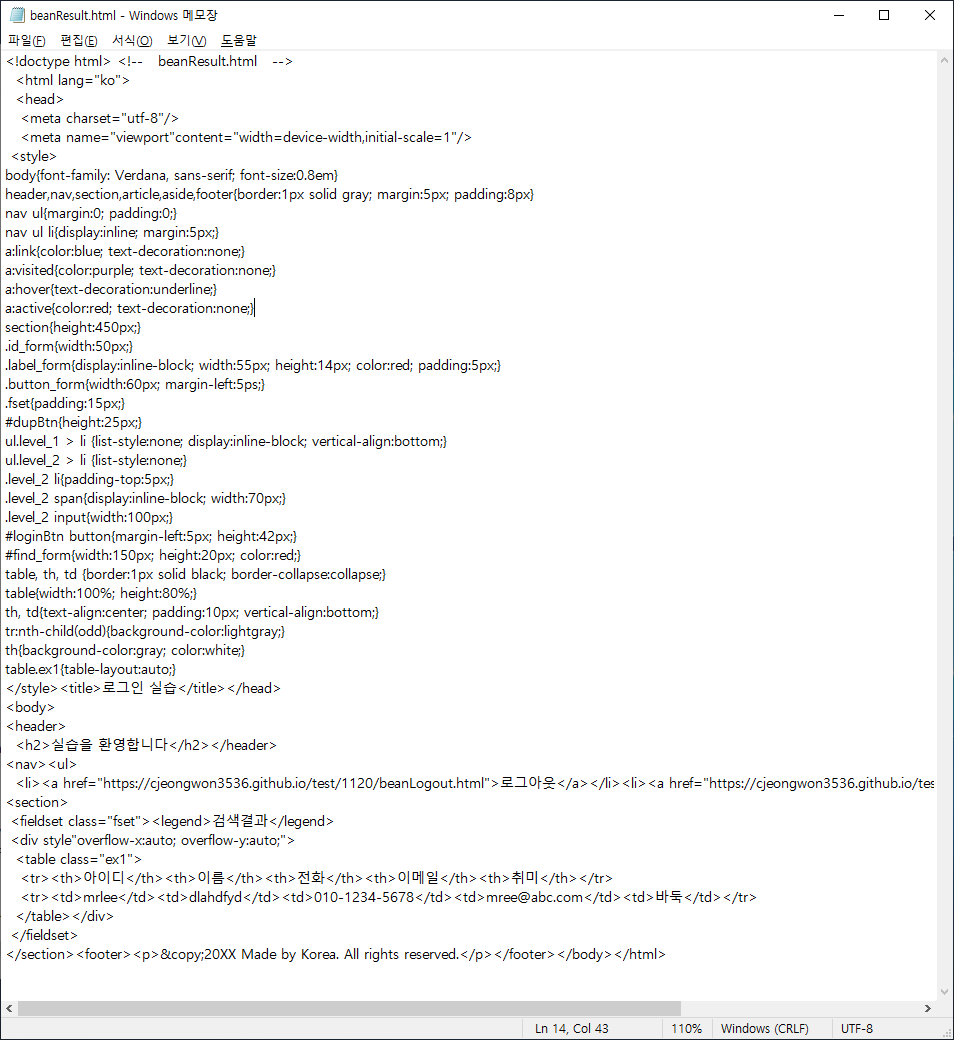 beanResult.html - Windows 메모장
파일(F) 편집(E) 서식(O) 보기(V) 도움말
<!doctype html> <!-- beanResult.html -->
<html lang="ko">
<head>
<meta charset="utf-8"/>
<meta name="viewport"content="width=device-width,initial-scale=1"/>
<style>
body{font-family: Verdana, sans-serif; font-size:0.8em}
header,nav,section,article,aside,footer{border:1px solid gray; margin:5px; padding:8px}
nav ul{margin:0; padding:0;}
nav ul li{display:inline; margin:5px;}
a:link{color:blue; text-decoration:none;}
a:visited{color:purple; text-decoration:none;}
a:hover{text-decoration:underline;}
a:active{color:red; text-decoration:none;}
section{height:450px;}
.id_form{width:50px;}
.label_form{display:inline-block; width:55px; height:14px; color:red; padding:5px;}
.button_form{width:60px; margin-left:5ps;}
.fset{padding:15px;}
#dupBtn{height:25px;}
ul.level_1 > li {list-style:none; display:inline-block; vertical-align:bottom;}
ul.level_2 > li {list-style:none;}
.level_2 li{padding-top:5px;}
.level_2 span{display:inline-block; width:70px;}
.level_2 input{width:100px;}
#loginBtn button{margin-left:5px; height:42px;}
#find_form{width:150px; height:20px; color:red;}
table, th, td {border:1px solid black; border-collapse:collapse;}
table{width:100%; height:80%;}
th, td{text-align:center; padding:10px; vertical-align:bottom;}
tr:nth-child(odd){background-color:lightgray;}
th{background-color:gray; color:white;}
table.ex1{table-layout:auto;}
</style><title>로그인 실습</title></head>
<body>
<header>
<h2>실습을 환영합니다</h2></header>
<nav><ul>
<li><a href="https://cjeongwon3536.github.io/test/1120/beanLogout.html">로그아웃</a></li><li><a href="https://cjeongwon3536.github.io/tes
<section>
<fieldset class="fset"><legend>검색결과</legend>
<div style"overflow-x:auto; overflow-y:auto;">
<table class="ex1">
<tr><th>아이디</th><th>이름</th><th>전화</th><th>이메일</th><th>취미</th></tr>
<tr><td>mrlee</td><td>dlahdfyd</td><td>010-1234-5678</td><td>mree@abc.com</td><td>바둑</td></tr>
</table></div>
</fieldset>
</section><footer><p>&copy;20XX Made by Korea. All rights reserved.</p></footer></body></html>
Ln 14, Col 43 110% Windows (CRLF) UTF-8